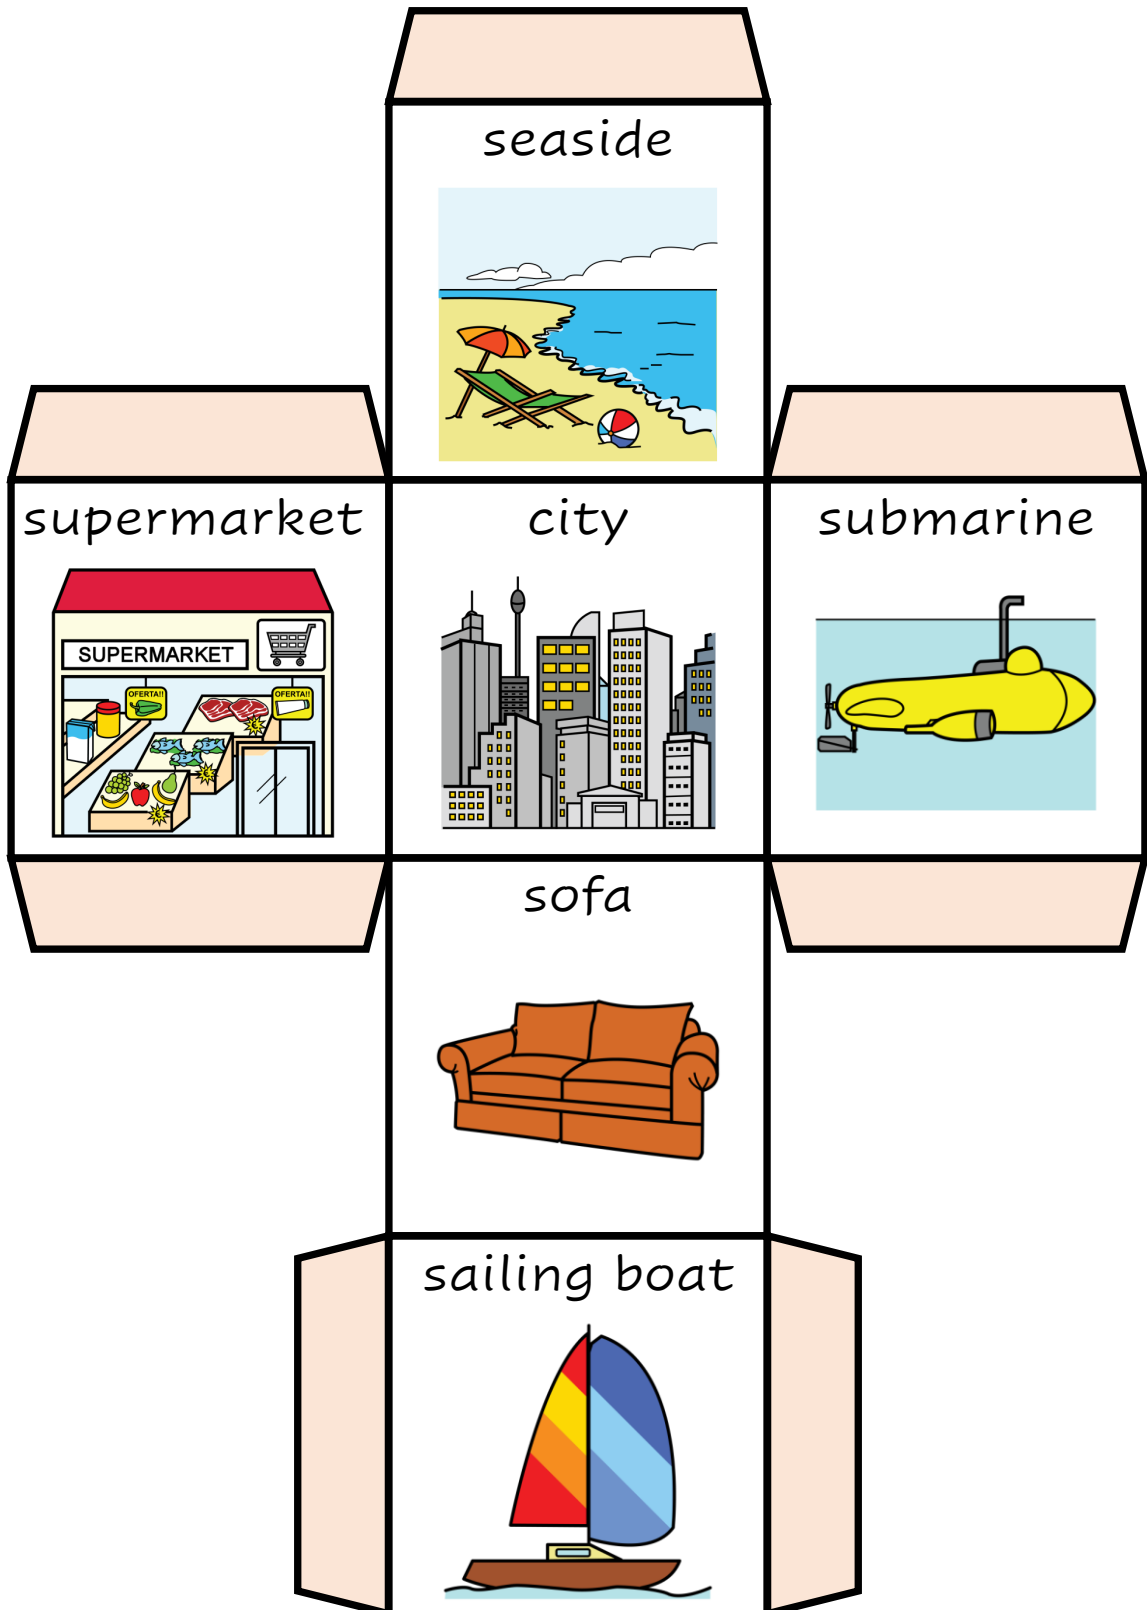 seaside
supermarket
city
submarine
SUPERMARKET
OFERTA!!
OFERTA!!
sofa
sailing boat